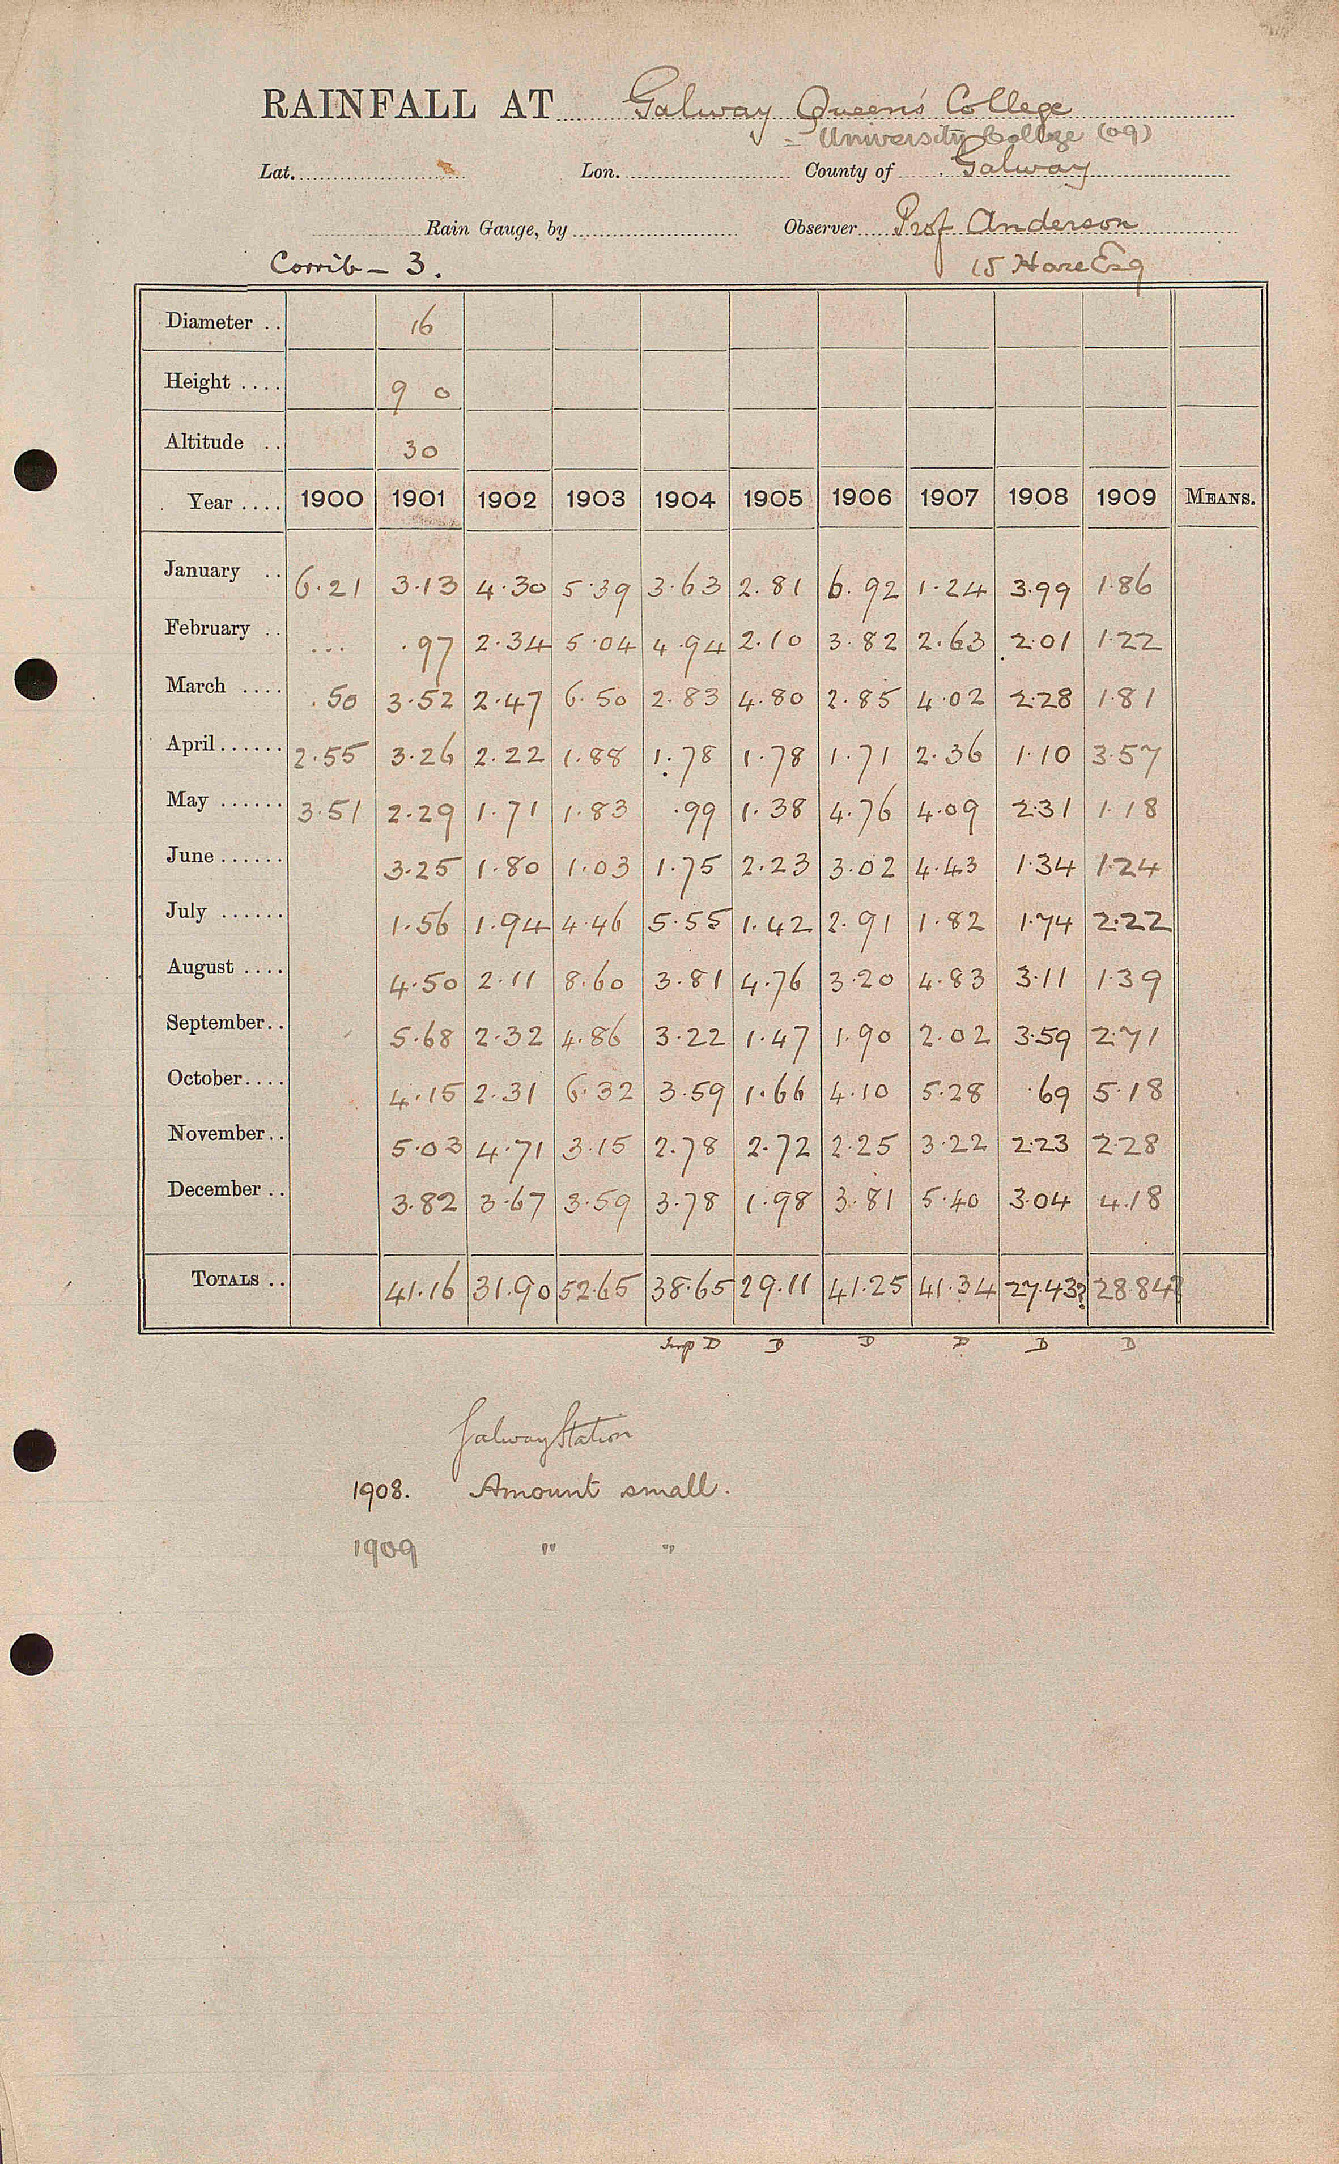 RAINFALL AT Galway Queen's College
= University College (09)
Lat. Lon. County of Galway
Rain Gauge, by Observer Prof Anderson
Corrib - 3. Hare Esq
Diameter .. 16
Height .... 9 0
Altitude .. 30
Year .... 1900 1901 1902 1903 1904 1905 1906 1907 1908 1909 MEANS.
January .. 6.21 3.13 4.30 5.39 3.63 2.81 6.92 1.24 3.99 1.86
February .. ... .97 2.34 5.04 4.94 2.10 3.82 2.63 2.01 1.22
March .... .50 3.52 2.47 6.50 2.83 4.80 2.85 4.02 2.28 1.81
April ...... 2.55 3.26 2.22 1.88 1.78 1.78 1.71 2.36 1.10 3.57
May ...... 3.51 2.29 1.71 1.83 .99 1.38 4.76 4.09 2.31 1.18
June ...... 3.25 1.80 1.03 1.75 2.23 3.02 4.43 1.34 1.24
July ...... 1.56 1.94 4.46 5.55 1.42 2.91 1.82 1.74 2.22
August .... 4.50 2.11 8.60 3.81 4.76 3.20 4.83 3.11 1.39
September .. 5.68 2.32 4.86 3.22 1.47 1.90 2.02 3.59 2.71
October .... 4.15 2.31 6.32 3.59 1.66 4.10 5.28 .69 5.18
November .. 5.03 4.71 3.15 2.78 2.72 2.25 3.22 2.23 2.28
December .. 3.82 3.67 3.59 3.78 1.98 3.81 5.40 3.04 4.18
TOTALS .. 41.16 31.90 52.65 38.65 29.11 41.25 41.34 27.43? 28.84?
D D D D D D
Galway Station
1908. Amount small.
1909 " "